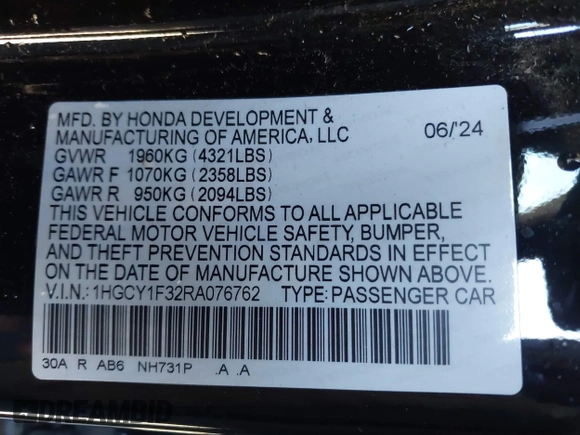 MFD. BY HONDA DEVELOPMENT &
MANUFACTURING OF AMERICA, LLC 06/'24
GVWR 1960KG (4321LBS)
GAWR F 1070KG (2358LBS)
GAWR R 950KG (2094LBS)
THIS VEHICLE CONFORMS TO ALL APPLICABLE
FEDERAL MOTOR VEHICLE SAFETY, BUMPER,
AND THEFT PREVENTION STANDARDS IN EFFECT
ON THE DATE OF MANUFACTURE SHOWN ABOVE.
V.I.N.: 1HGCY1F32RA076762 TYPE: PASSENGER CAR
30A R AB6 NH731P .A .A
DREAMBID